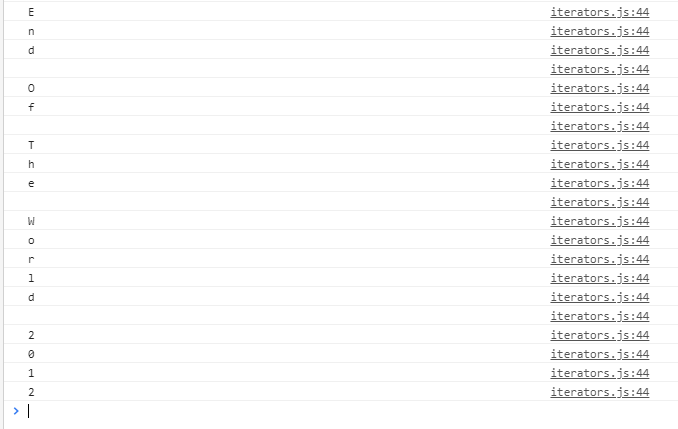 E iterators.js:44
n iterators.js:44
d iterators.js:44
iterators.js:44
O iterators.js:44
f iterators.js:44
iterators.js:44
T iterators.js:44
h iterators.js:44
e iterators.js:44
iterators.js:44
W iterators.js:44
o iterators.js:44
r iterators.js:44
l iterators.js:44
d iterators.js:44
iterators.js:44
2 iterators.js:44
0 iterators.js:44
1 iterators.js:44
2 iterators.js:44
>